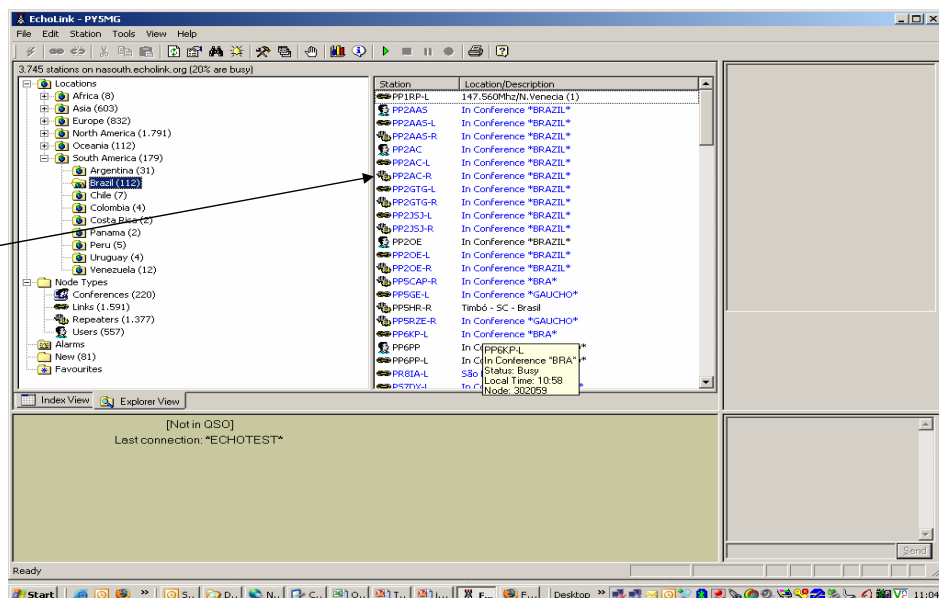 EchoLink - PY5MG
File Edit Station Tools View Help
3.745 stations on nasouth.echolink.org (20% are busy)
Locations
Africa (8)
Asia (603)
Europe (832)
North America (1.791)
Oceania (112)
South America (179)
Argentina (31)
Brazil (112)
Chile (7)
Colombia (4)
Costa Rica (2)
Panama (2)
Peru (5)
Uruguay (4)
Venezuela (12)
Node Types
Conferences (220)
Links (1.591)
Repeaters (1.377)
Users (557)
Alarms
New (81)
Favourites
Station Location/Description
PP1RP-L 147.560Mhz/N.Venecia (1)
PP2AAS In Conference *BRAZIL*
PP2AAS-L In Conference *BRAZIL*
PP2AAS-R In Conference *BRAZIL*
PP2AC In Conference *BRAZIL*
PP2AC-L In Conference *BRAZIL*
PP2AC-R In Conference *BRAZIL*
PP2GTG-L In Conference *BRAZIL*
PP2GTG-R In Conference *BRAZIL*
PP2JSJ-L In Conference *BRAZIL*
PP2JSJ-R In Conference *BRAZIL*
PP2OE In Conference *BRAZIL*
PP2OE-L In Conference *BRAZIL*
PP2OE-R In Conference *BRAZIL*
PP5CAP-R In Conference *BRA*
PP5GE-L In Conference *GAUCHO*
PP5HR-R Timbó - SC - Brasil
PP5RZE-R In Conference *GAUCHO*
PP6KP-L In Conference *BRA*
PP6PP In C
PP6PP-L In C
PR8IA-L São
PS7DX-L In C
PP6KP-L
In Conference *BRA*
Status: Busy
Local Time: 10:58
Node: 302059
Index View Explorer View
[Not in QSO]
Last connection: *ECHOTEST*
Send
Ready
Start S.. D.. N.. C.. O.. T.. i... F... F... Desktop 11:04